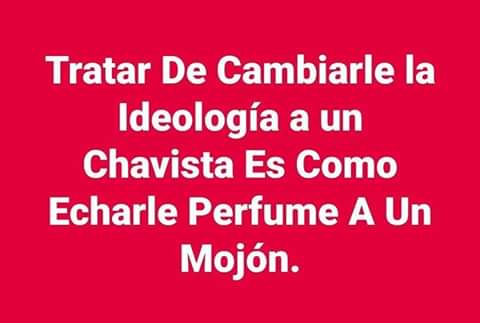 Tratar De Cambiarle la
Ideología a un
Chavista Es Como
Echarle Perfume A Un
Mojón.